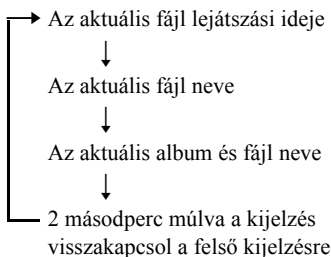 Az aktuális fájl lejátszási ideje
Az aktuális fájl neve
Az aktuális album és fájl neve
2 másodperc múlva a kijelzés
visszakapcsol a felső kijelzésre